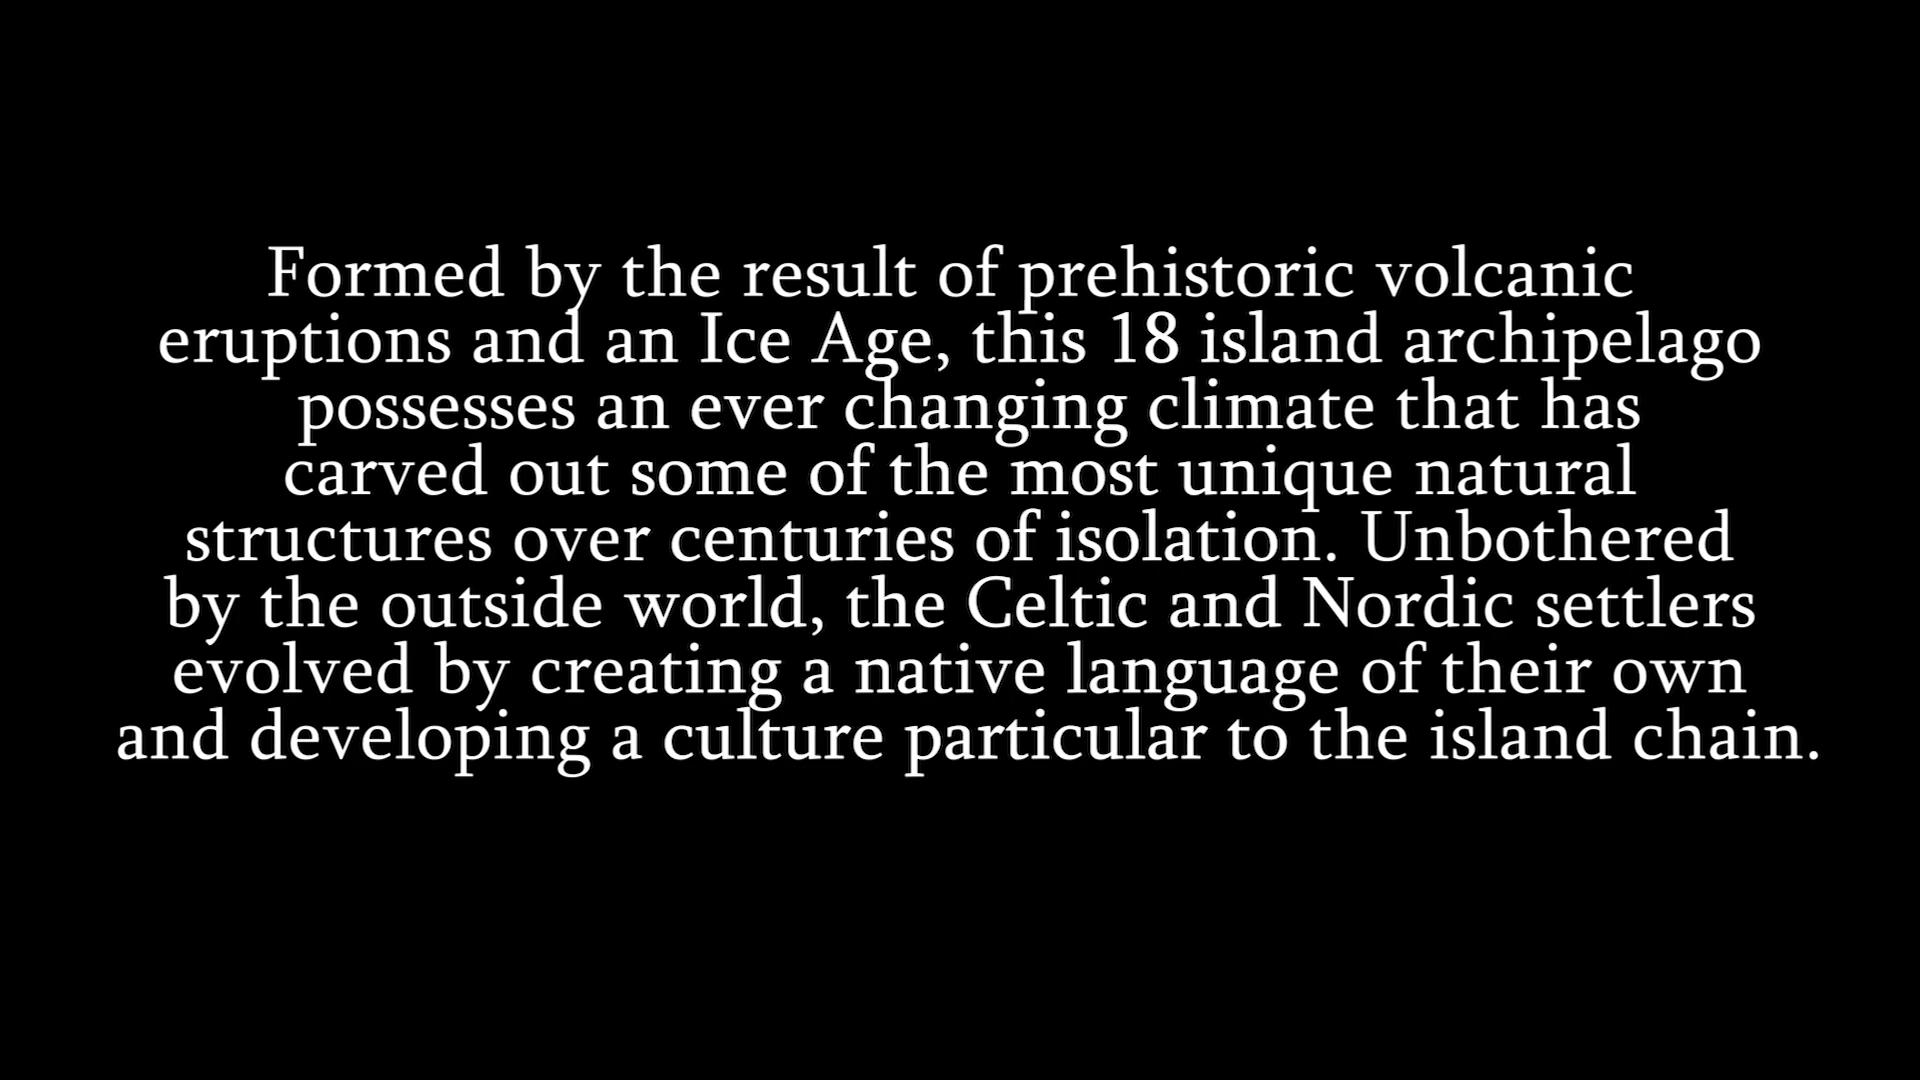 Formed by the result of prehistoric volcanic
eruptions and an Ice Age, this 18 island archipelago
possesses an ever changing climate that has
carved out some of the most unique natural
structures over centuries of isolation. Unbothered
by the outside world, the Celtic and Nordic settlers
evolved by creating a native language of their own
and developing a culture particular to the island chain.